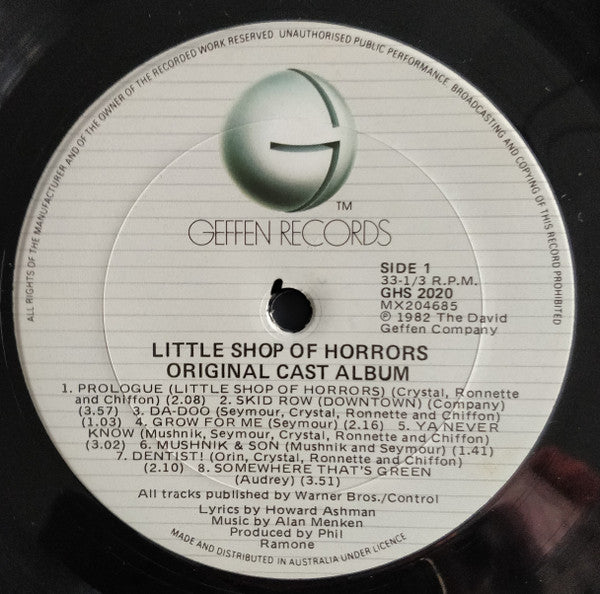 ALL RIGHTS OF THE MANUFACTURER AND OF THE OWNER OF THE RECORDED WORK RESERVED UNAUTHORISED PUBLIC PERFORMANCE, BROADCASTING AND COPYING OF THIS RECORD PROHIBITED
TM
GEFFEN RECORDS
SIDE 1
33-1/3 R.P.M.
GHS 2020
MX204685
℗ 1982 The David
Geffen Company
LITTLE SHOP OF HORRORS
ORIGINAL CAST ALBUM
1. PROLOGUE (LITTLE SHOP OF HORRORS) (Crystal, Ronnette
and Chiffon) (2.08) 2. SKID ROW (DOWNTOWN) (Company)
(3.57) 3. DA-DOO (Seymour, Crystal, Ronnette and Chiffon)
(1.03) 4. GROW FOR ME (Seymour) (2.16) 5. YA NEVER
KNOW (Mushnik, Seymour, Crystal, Ronnette and Chiffon)
(3.02) 6. MUSHNIK & SON (Mushnik and Seymour) (1.41)
7. DENTIST! (Orin, Crystal, Ronnette and Chiffon)
(2.10) 8. SOMEWHERE THAT'S GREEN
(Audrey) (3.51)
All tracks published by Warner Bros./Control
Lyrics by Howard Ashman
Music by Alan Menken
Produced by Phil
Ramone
MADE AND DISTRIBUTED IN AUSTRALIA UNDER LICENCE